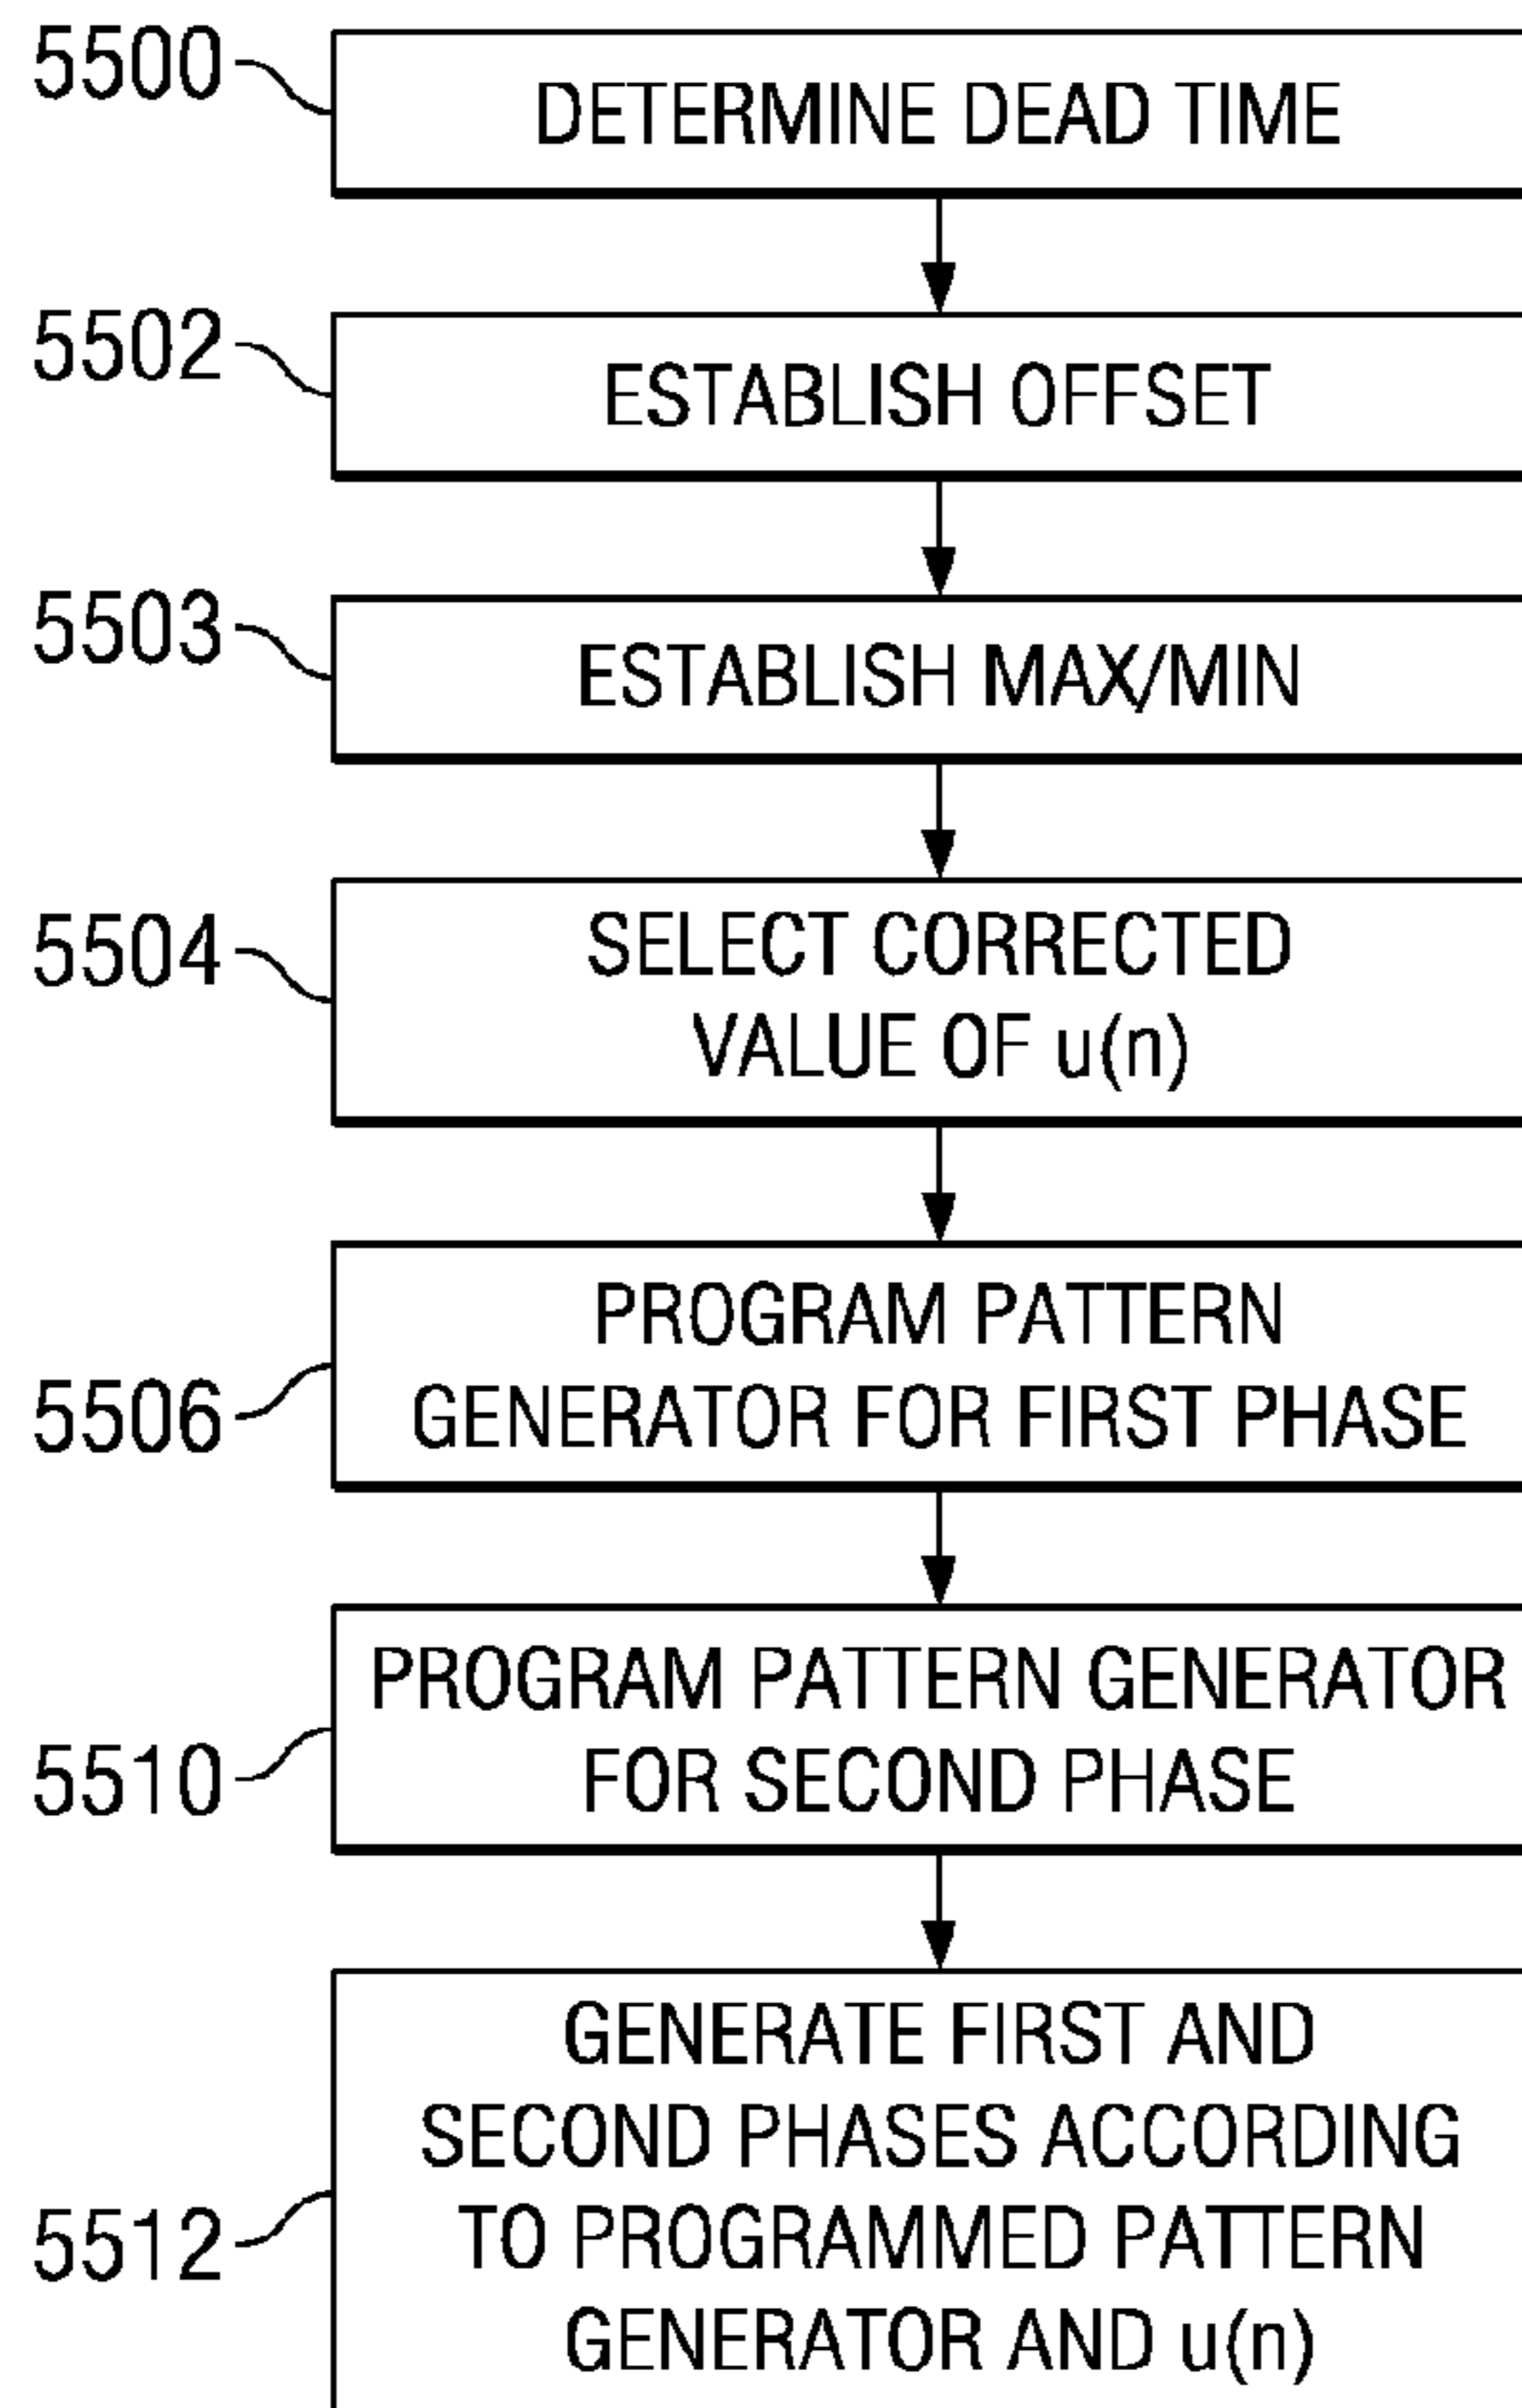 5500
DETERMINE DEAD TIME
5502
ESTABLISH OFFSET
5503
ESTABLISH MAX/MIN
5504
SELECT CORRECTED
VALUE OF u(n)
5506
PROGRAM PATTERN
GENERATOR FOR FIRST PHASE
5510
PROGRAM PATTERN GENERATOR
FOR SECOND PHASE
5512
GENERATE FIRST AND
SECOND PHASES ACCORDING
TO PROGRAMMED PATTERN
GENERATOR AND u(n)